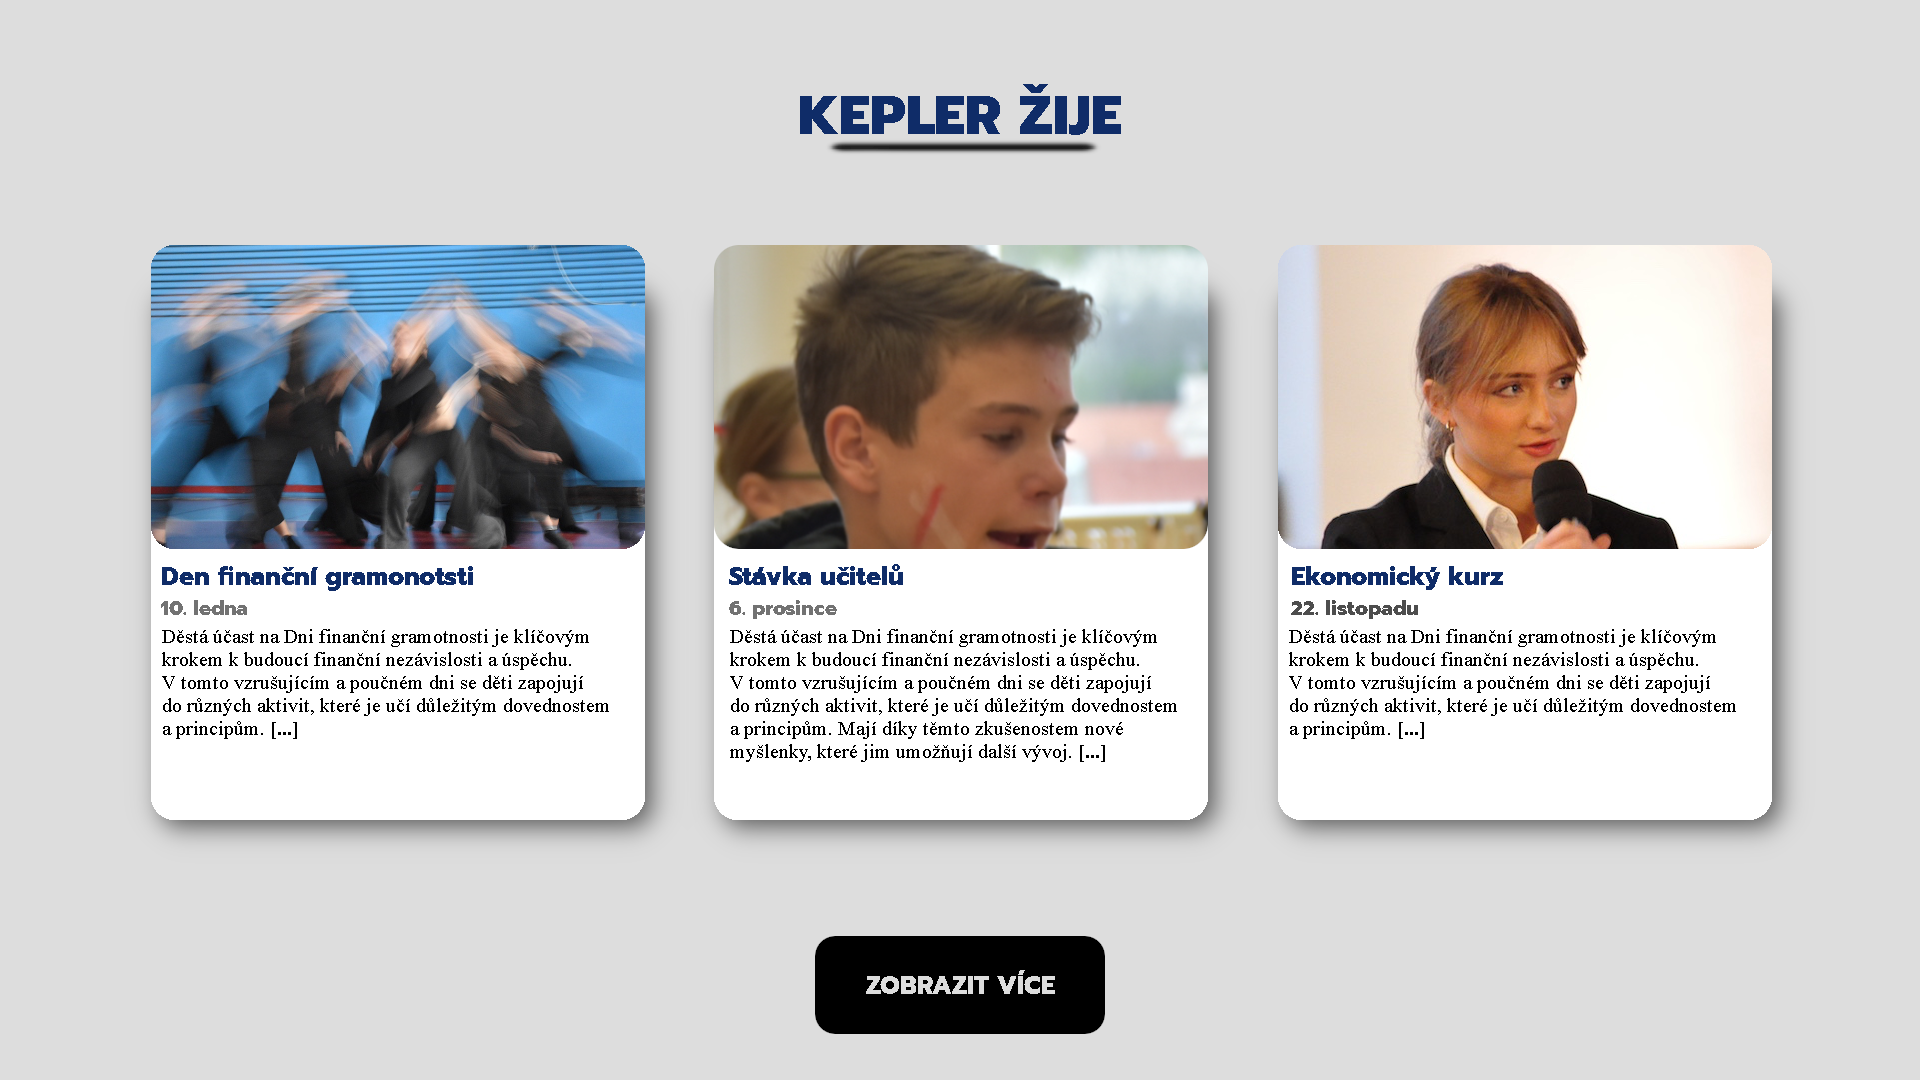 KEPLER ŽIJE
Den finanční gramonotsti
10. ledna
Děstá účast na Dni finanční gramotnosti je klíčovým
krokem k budoucí finanční nezávislosti a úspěchu.
V tomto vzrušujícím a poučném dni se děti zapojují
do různých aktivit, které je učí důležitým dovednostem
a principům. [...]
Stávka učitelů
6. prosince
Děstá účast na Dni finanční gramotnosti je klíčovým
krokem k budoucí finanční nezávislosti a úspěchu.
V tomto vzrušujícím a poučném dni se děti zapojují
do různých aktivit, které je učí důležitým dovednostem
a principům. Mají díky těmto zkušenostem nové
myšlenky, které jim umožňují další vývoj. [...]
Ekonomický kurz
22. listopadu
Děstá účast na Dni finanční gramotnosti je klíčovým
krokem k budoucí finanční nezávislosti a úspěchu.
V tomto vzrušujícím a poučném dni se děti zapojují
do různých aktivit, které je učí důležitým dovednostem
a principům. [...]
ZOBRAZIT VÍCE